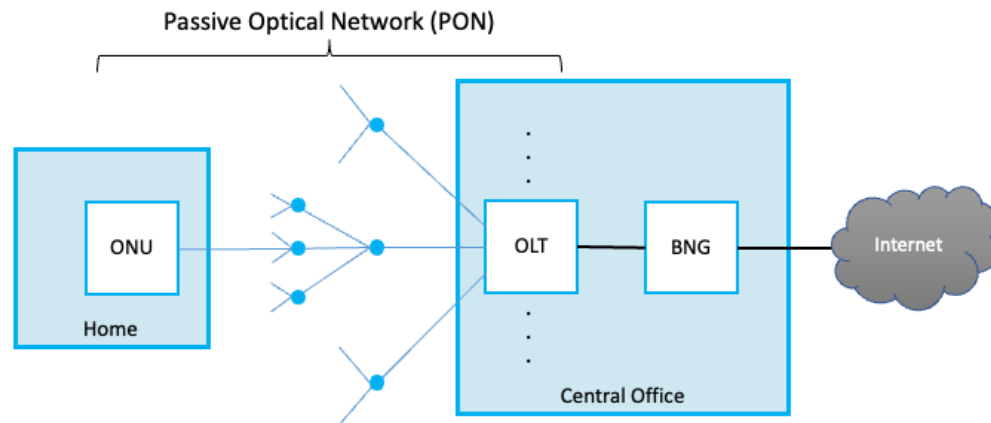 Passive Optical Network (PON)
ONU
OLT
BNG
Internet
Home
Central Office